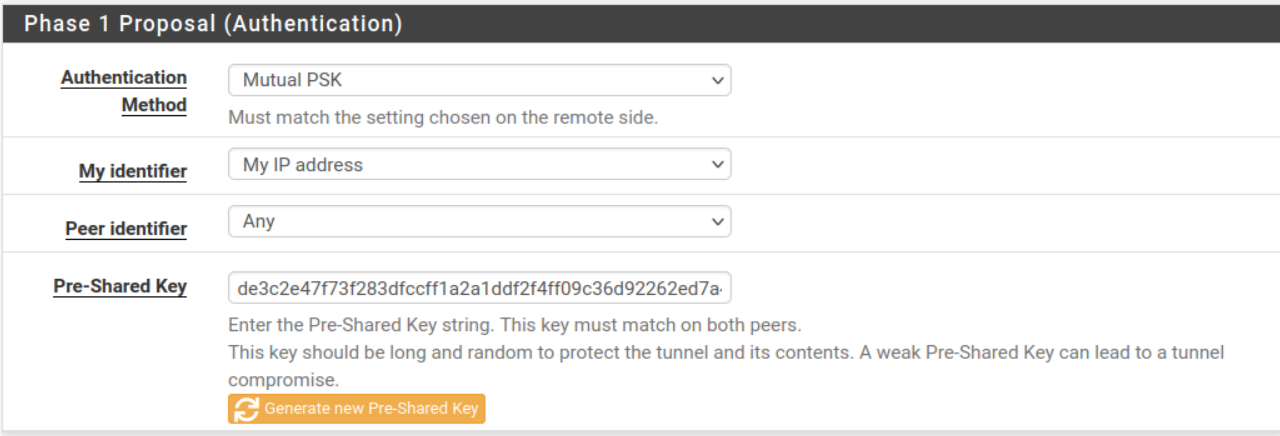 Phase 1 Proposal (Authentication)
Authentication Method
Mutual PSK
Must match the setting chosen on the remote side.
My identifier
My IP address
Peer identifier
Any
Pre-Shared Key
de3c2e47f73f283dfccff1a2a1ddf2f4ff09c36d92262ed7a
Enter the Pre-Shared Key string. This key must match on both peers.
This key should be long and random to protect the tunnel and its contents. A weak Pre-Shared Key can lead to a tunnel
compromise.
Generate new Pre-Shared Key